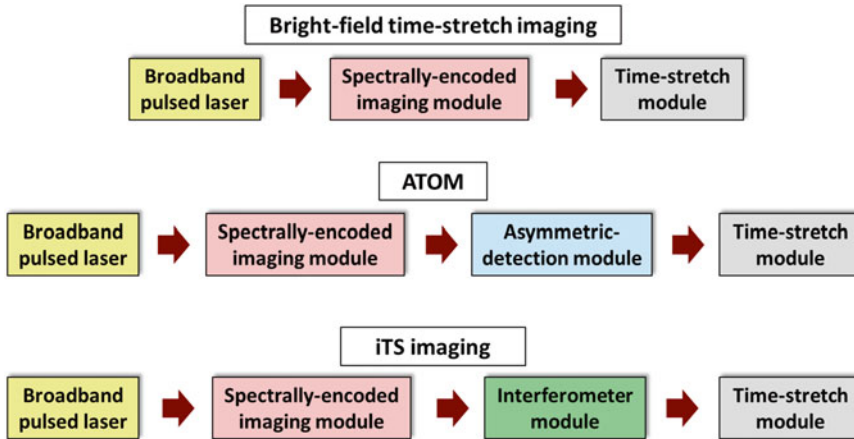 Bright-field time-stretch imaging
Broadband
pulsed laser
Spectrally-encoded
imaging module
Time-stretch
module
ATOM
Broadband
pulsed laser
Spectrally-encoded
imaging module
Asymmetric-
detection module
Time-stretch
module
iTS imaging
Broadband
pulsed laser
Spectrally-encoded
imaging module
Interferometer
module
Time-stretch
module